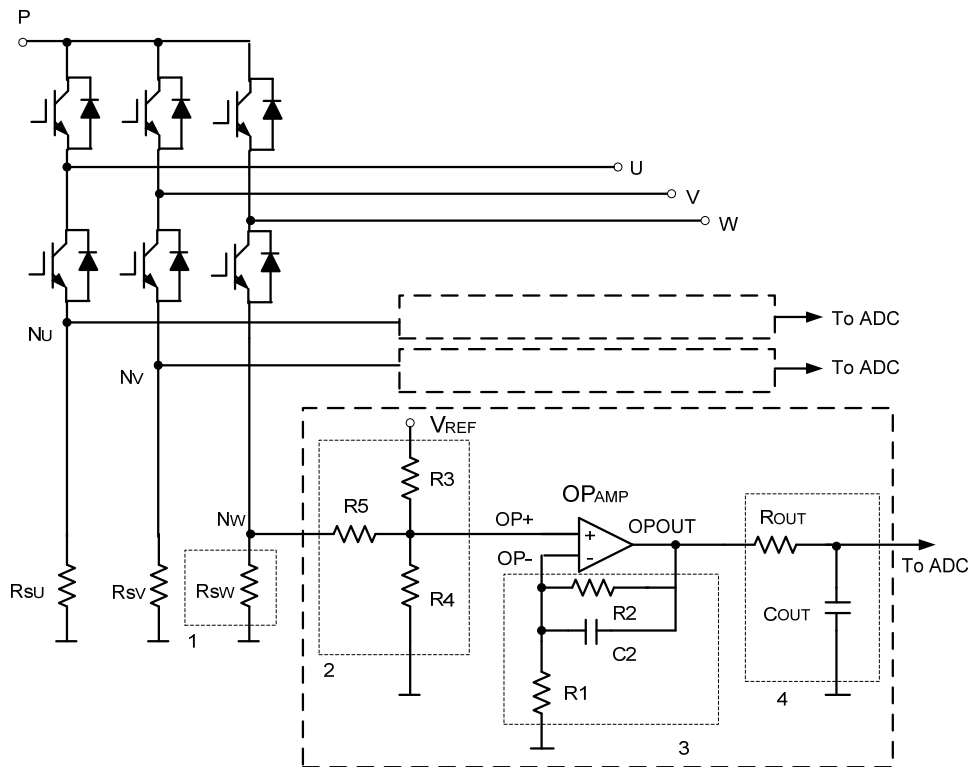 P
U
V
W
To ADC
NU
To ADC
NV
VREF
R3
R5
OPAMP
NW
OP+
OPOUT
ROUT
+
OP-
-
To ADC
RSU
RSV
RSW
R4
R2
COUT
1
C2
2
R1
4
3